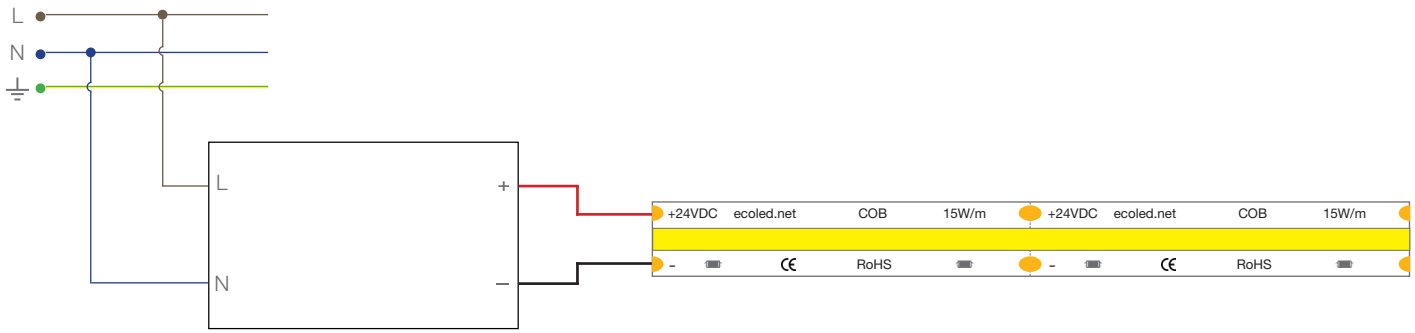 L
N
L +
N –
+24VDC ecoled.net COB 15W/m +24VDC ecoled.net COB 15W/m
- CE RoHS - CE RoHS